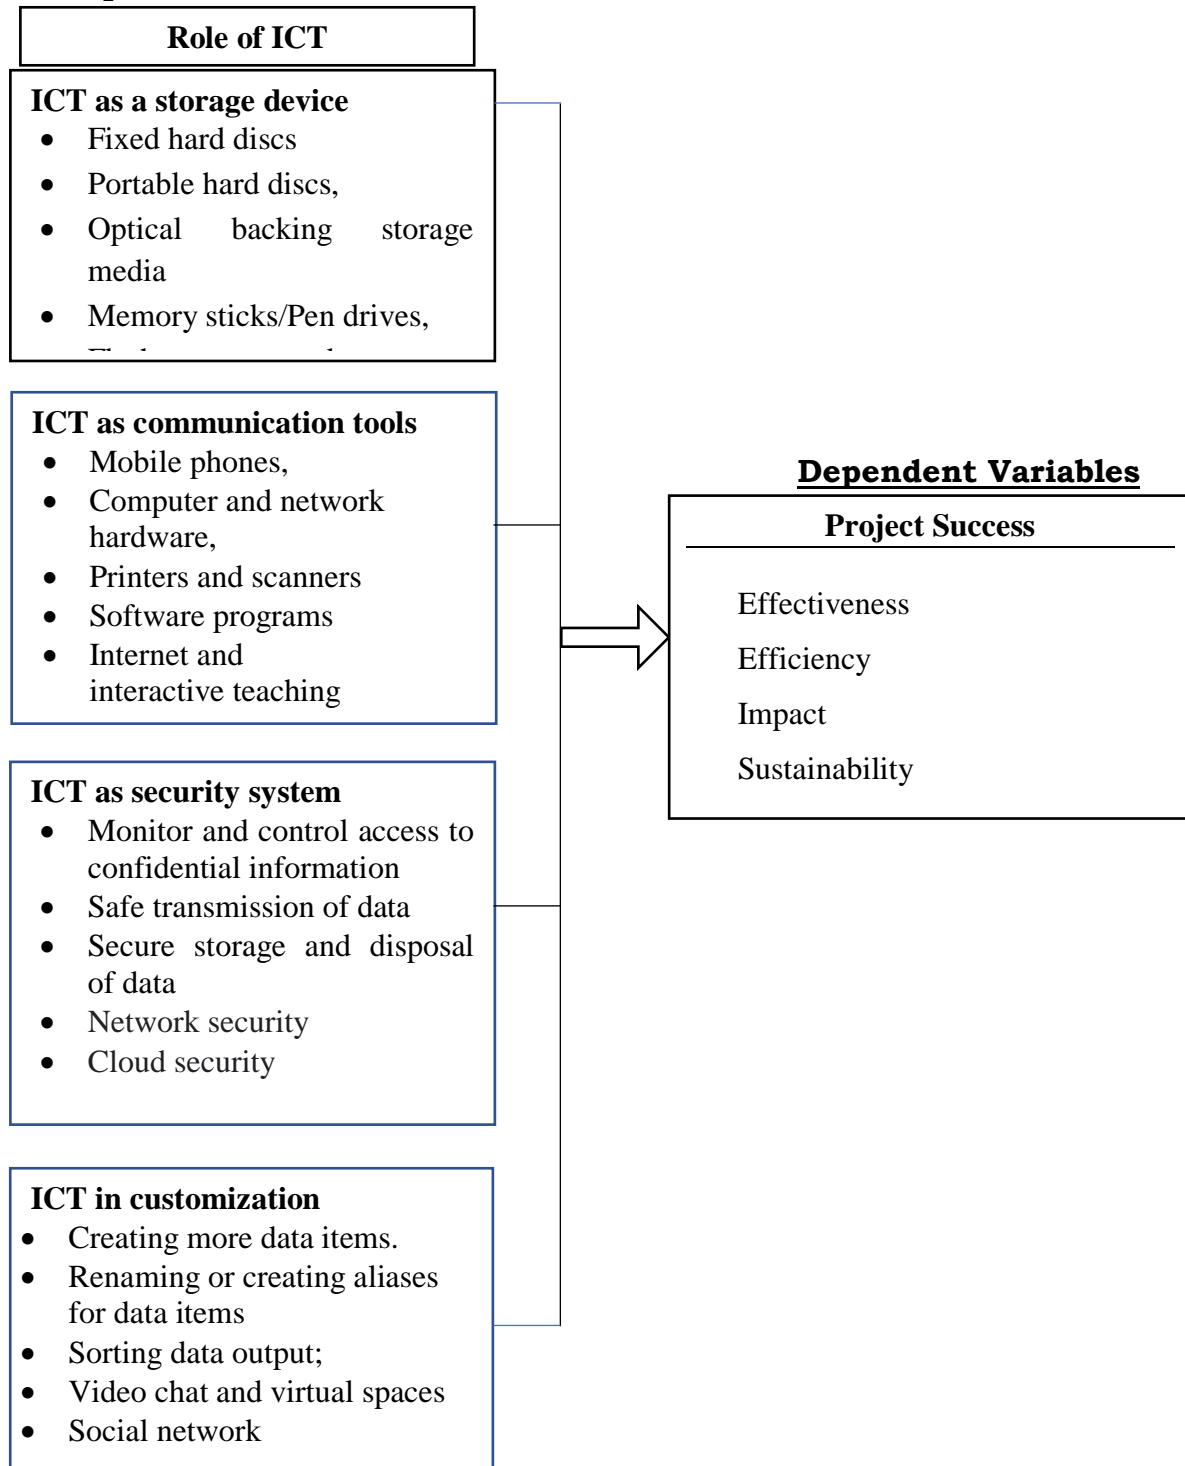 Role of ICT
ICT as a storage device
• Fixed hard discs
• Portable hard discs,
• Optical backing storage
media
• Memory sticks/Pen drives,
ICT as communication tools
• Mobile phones,
• Computer and network
hardware,
• Printers and scanners
• Software programs
• Internet and
interactive teaching
ICT as security system
• Monitor and control access to
confidential information
• Safe transmission of data
• Secure storage and disposal
of data
• Network security
• Cloud security
ICT in customization
• Creating more data items.
• Renaming or creating aliases
for data items
• Sorting data output;
• Video chat and virtual spaces
• Social network
Dependent Variables
Project Success
Effectiveness
Efficiency
Impact
Sustainability